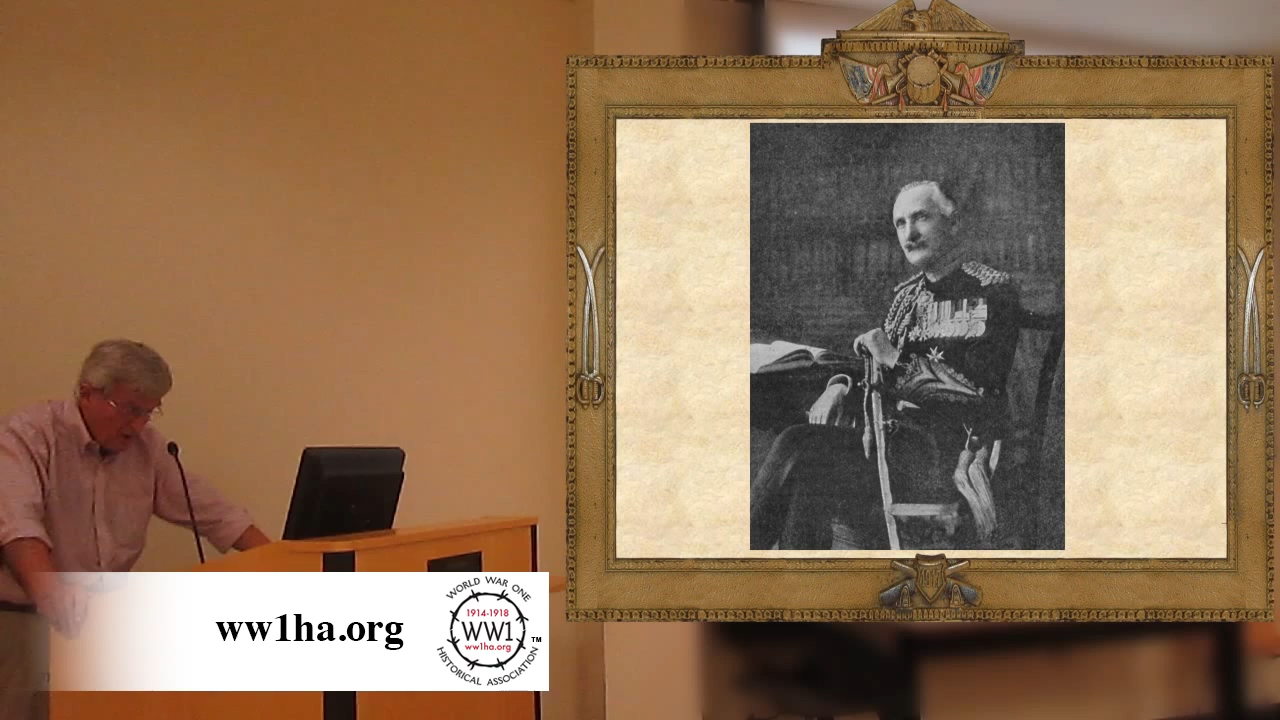 ww1ha.org
WORLD WAR ONE
1914-1918
WW1
ww1ha.org
HISTORICAL ASSOCIATION
TM